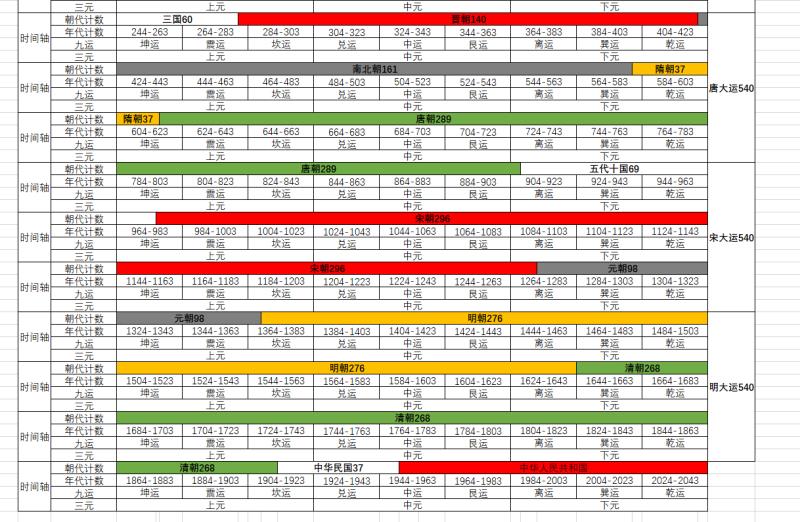 三元 上元 中元 下元
朝代计数 三国60 晋朝140
时间轴 年代计数 244-263 264-283 284-303 304-323 324-343 344-363 364-383 384-403 404-423
九运 坤运 震运 坎运 兑运 中运 艮运 离运 巽运 乾运
三元 上元 中元 下元
朝代计数 南北朝161 隋朝37
时间轴 年代计数 424-443 444-463 464-483 484-503 504-523 524-543 544-563 564-583 584-603 唐大运540
九运 坤运 震运 坎运 兑运 中运 艮运 离运 巽运 乾运
三元 上元 中元 下元
朝代计数 隋朝37 唐朝289
时间轴 年代计数 604-623 624-643 644-663 664-683 684-703 704-723 724-743 744-763 764-783
九运 坤运 震运 坎运 兑运 中运 艮运 离运 巽运 乾运
三元 上元 中元 下元
朝代计数 唐朝289 五代十国69
时间轴 年代计数 784-803 804-823 824-843 844-863 864-883 884-903 904-923 924-943 944-963
九运 坤运 震运 坎运 兑运 中运 艮运 离运 巽运 乾运
三元 上元 中元 下元
朝代计数 宋朝296
时间轴 年代计数 964-983 984-1003 1004-1023 1024-1043 1044-1063 1064-1083 1084-1103 1104-1123 1124-1143 宋大运540
九运 坤运 震运 坎运 兑运 中运 艮运 离运 巽运 乾运
三元 上元 中元 下元
朝代计数 宋朝296 元朝98
时间轴 年代计数 1144-1163 1164-1183 1184-1203 1204-1223 1224-1243 1244-1263 1264-1283 1284-1303 1304-1323
九运 坤运 震运 坎运 兑运 中运 艮运 离运 巽运 乾运
三元 上元 中元 下元
朝代计数 元朝98 明朝276
时间轴 年代计数 1324-1343 1344-1363 1364-1383 1384-1403 1404-1423 1424-1443 1444-1463 1464-1483 1484-1503
九运 坤运 震运 坎运 兑运 中运 艮运 离运 巽运 乾运
三元 上元 中元 下元
朝代计数 明朝276 清朝268
时间轴 年代计数 1504-1523 1524-1543 1544-1563 1564-1583 1584-1603 1604-1623 1624-1643 1644-1663 1664-1683 明大运540
九运 坤运 震运 坎运 兑运 中运 艮运 离运 巽运 乾运
三元 上元 中元 下元
朝代计数 清朝268
时间轴 年代计数 1684-1703 1704-1723 1724-1743 1744-1763 1764-1783 1784-1803 1804-1823 1824-1843 1844-1863
九运 坤运 震运 坎运 兑运 中运 艮运 离运 巽运 乾运
三元 上元 中元 下元
朝代计数 清朝268 中华民国37 中华人民共和国
时间轴 年代计数 1864-1883 1884-1903 1904-1923 1924-1943 1944-1963 1964-1983 1984-2003 2004-2023 2024-2043
九运 坤运 震运 坎运 兑运 中运 艮运 离运 巽运 乾运
三元 上元 中元 下元